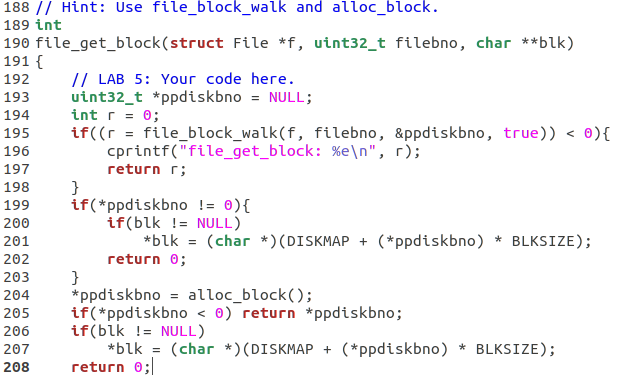 188 // Hint: Use file_block_walk and alloc_block.
189 int
190 file_get_block(struct File *f, uint32_t filebno, char **blk)
191 {
192     // LAB 5: Your code here.
193     uint32_t *ppdiskbno = NULL;
194     int r = 0;
195     if((r = file_block_walk(f, filebno, &ppdiskbno, true)) < 0){
196         cprintf("file_get_block: %e\n", r);
197         return r;
198     }
199     if(*ppdiskbno != 0){
200         if(blk != NULL)
201             *blk = (char *)(DISKMAP + (*ppdiskbno) * BLKSIZE);
202         return 0;
203     }
204     *ppdiskbno = alloc_block();
205     if(*ppdiskbno < 0) return *ppdiskbno;
206     if(blk != NULL)
207         *blk = (char *)(DISKMAP + (*ppdiskbno) * BLKSIZE);
208     return 0;